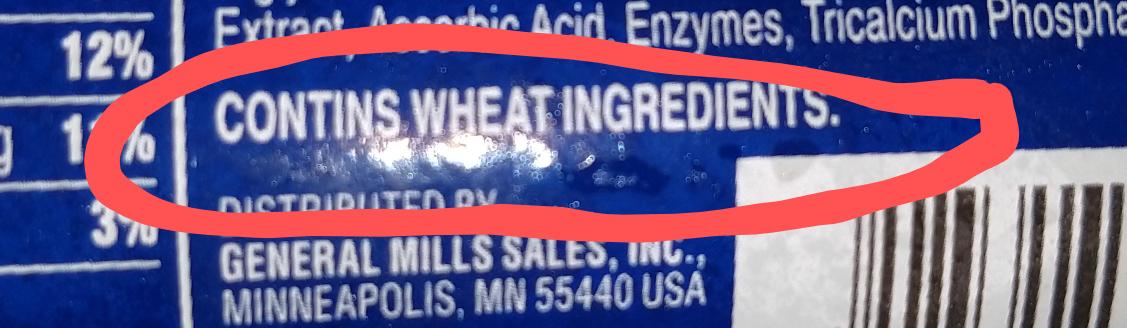 12%
Extract, Ascorbic Acid, Enzymes, Tricalcium Phospha
CONTINS WHEAT INGREDIENTS.
g
3%
DISTRIBUTED BY
GENERAL MILLS SALES, INC.,
MINNEAPOLIS, MN 55440 USA